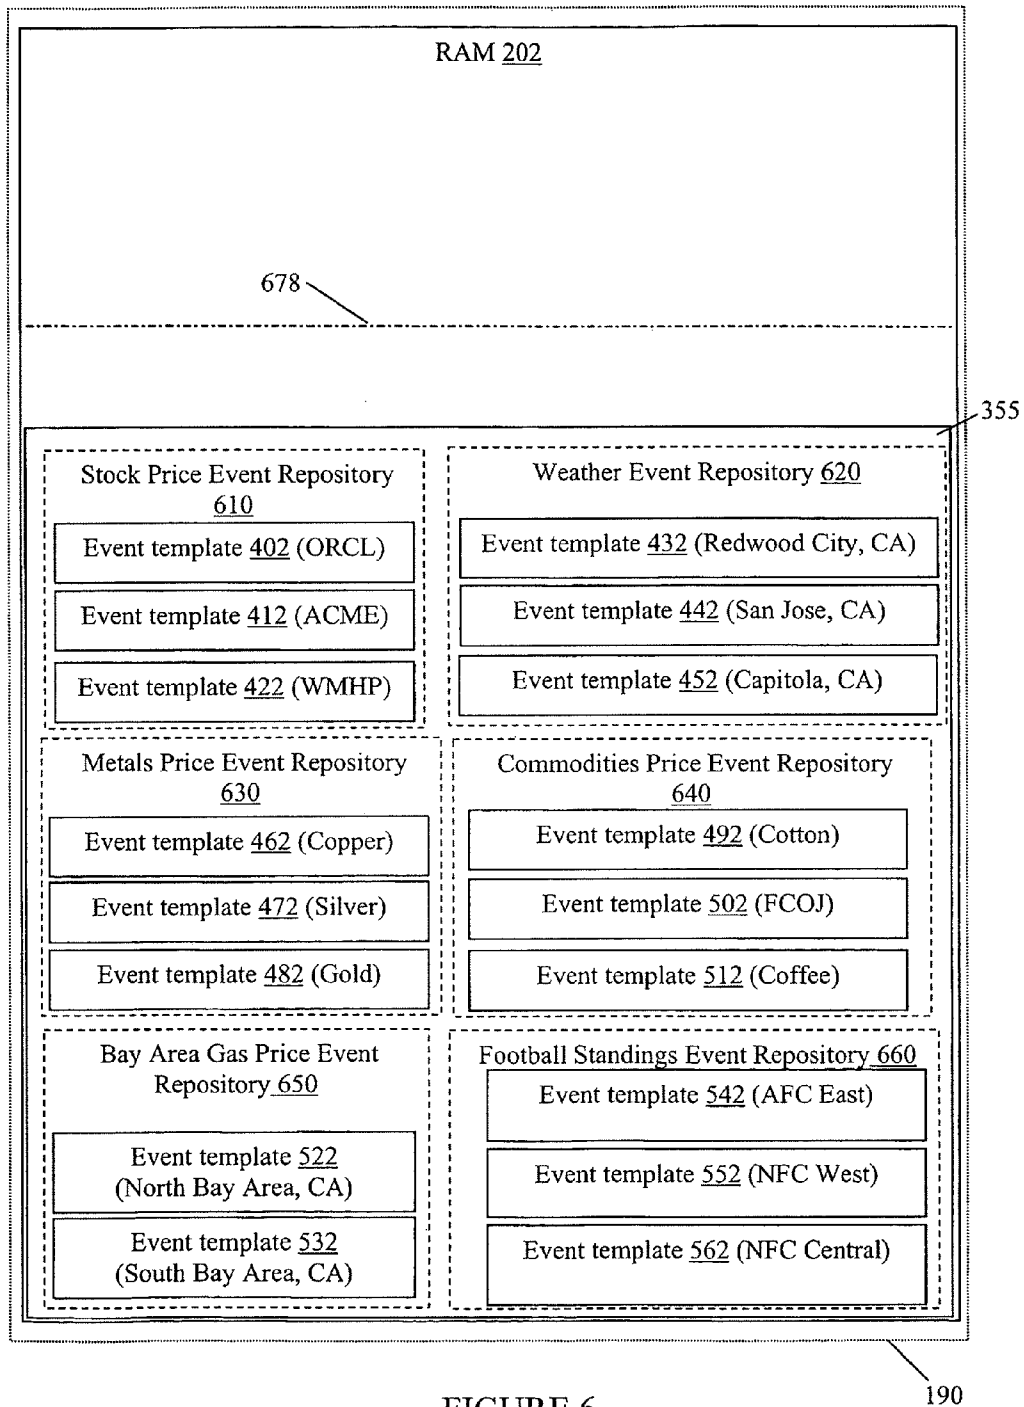 RAM 202
678
355
Stock Price Event Repository
610
Event template 402 (ORCL)
Event template 412 (ACME)
Event template 422 (WMHP)
Weather Event Repository 620
Event template 432 (Redwood City, CA)
Event template 442 (San Jose, CA)
Event template 452 (Capitola, CA)
Metals Price Event Repository
630
Event template 462 (Copper)
Event template 472 (Silver)
Event template 482 (Gold)
Commodities Price Event Repository
640
Event template 492 (Cotton)
Event template 502 (FCOJ)
Event template 512 (Coffee)
Bay Area Gas Price Event
Repository 650
Event template 522
(North Bay Area, CA)
Event template 532
(South Bay Area, CA)
Football Standings Event Repository 660
Event template 542 (AFC East)
Event template 552 (NFC West)
Event template 562 (NFC Central)
190
FIGURE 6